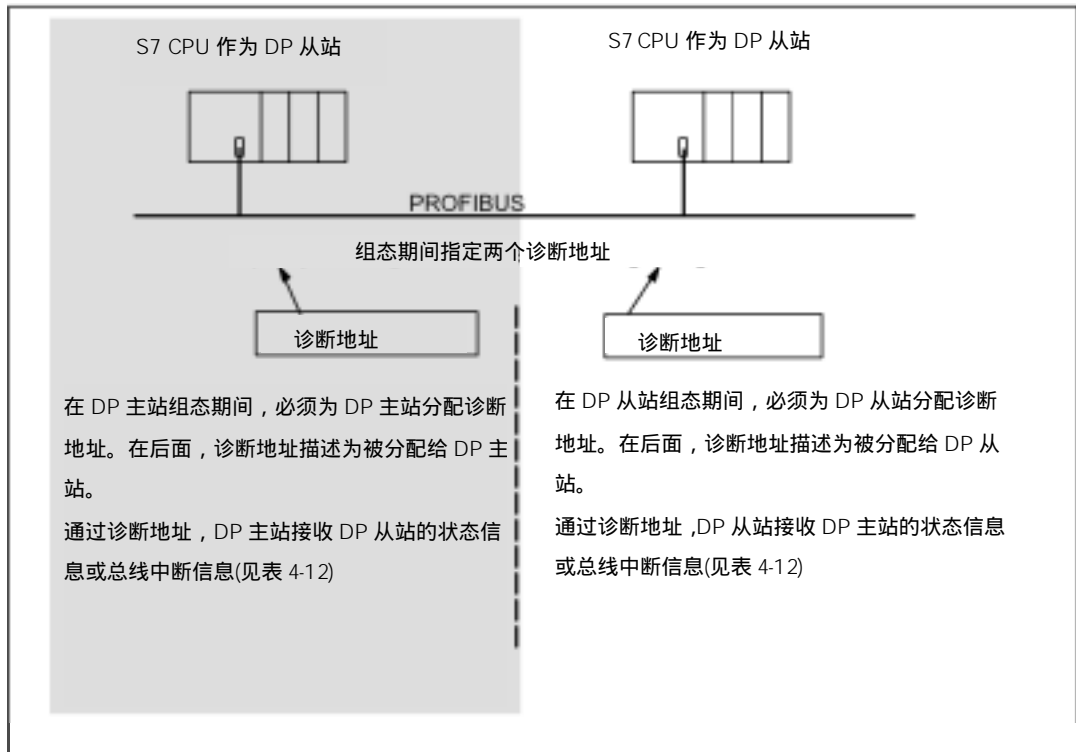 S7 CPU 作为 DP 从站
S7 CPU 作为 DP 从站
PROFIBUS
组态期间指定两个诊断地址
诊断地址
诊断地址
在 DP 主站组态期间，必须为 DP 主站分配诊断
地址。在后面，诊断地址描述为被分配给 DP 主
站。
通过诊断地址，DP 主站接收 DP 从站的状态信
息或总线中断信息(见表 4-12)
在 DP 从站组态期间，必须为 DP 从站分配诊断
地址。在后面，诊断地址描述为被分配给 DP 从
站。
通过诊断地址,DP 从站接收 DP 主站的状态信息
或总线中断信息(见表 4-12)